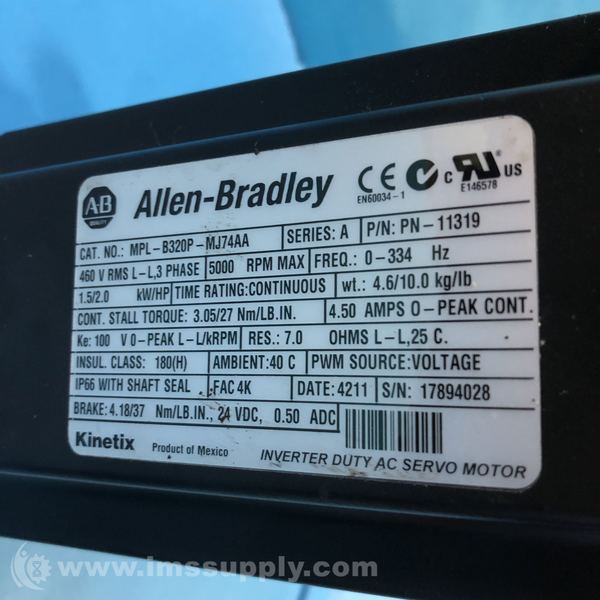 AB QUALITY Allen-Bradley CE EN60034-1 c RU US E146578
CAT. NO.: MPL-B320P-MJ74AA SERIES: A P/N: PN-11319
460 V RMS L-L,3 PHASE 5000 RPM MAX FREQ.: 0-334 Hz
1.5/2.0 kW/HP TIME RATING:CONTINUOUS wt.: 4.6/10.0 kg/lb
CONT. STALL TORQUE: 3.05/27 Nm/LB.IN. 4.50 AMPS O-PEAK CONT.
Ke: 100 V O-PEAK L-L/kRPM RES.: 7.0 OHMS L-L,25 C.
INSUL. CLASS: 180(H) AMBIENT:40 C PWM SOURCE:VOLTAGE
IP66 WITH SHAFT SEAL FAC 4K DATE: 4211 S/N: 17894028
BRAKE: 4.18/37 Nm/LB.IN., 24 VDC, 0.50 ADC
Kinetix Product of Mexico INVERTER DUTY AC SERVO MOTOR
www.imssupply.com